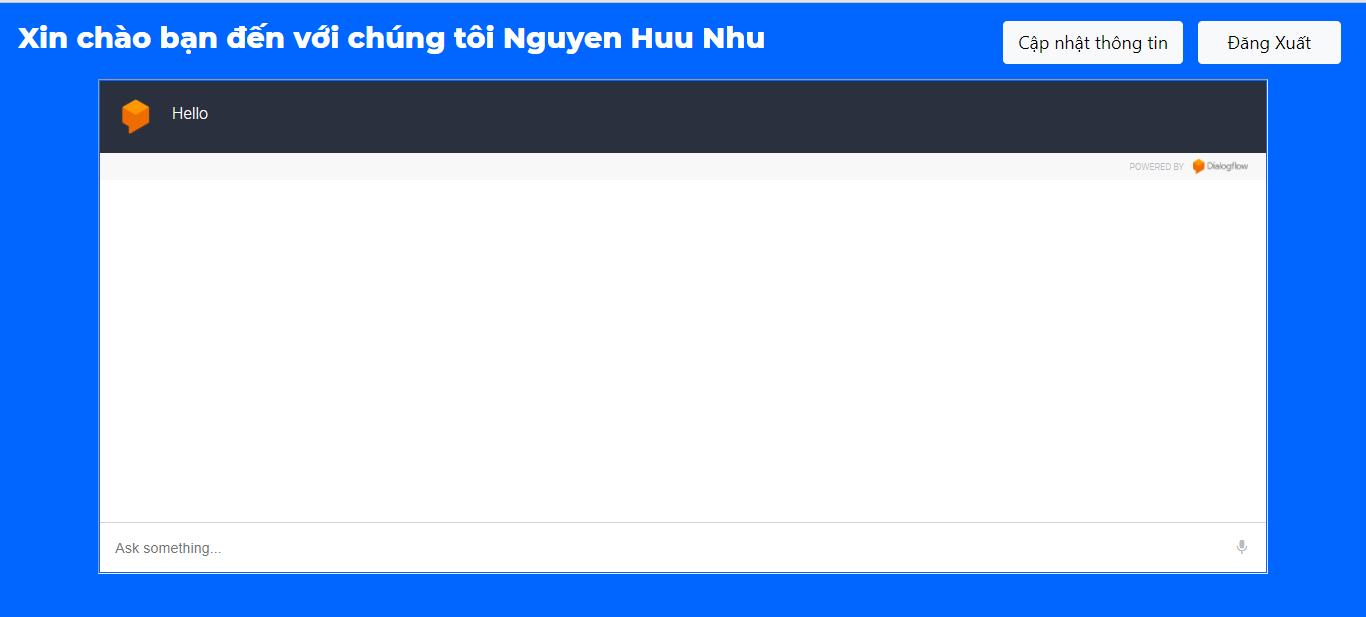 Xin chào bạn đến với chúng tôi Nguyen Huu Nhu
Cập nhật thông tin
Đăng Xuất
Hello
POWERED BY Dialogflow
Ask something...